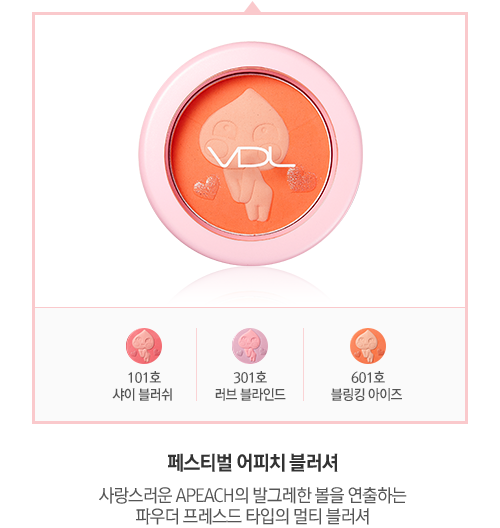 VDL
101호
샤이 블러쉬
301호
러브 블라인드
601호
블링킹 아이즈
페스티벌 어피치 블러셔
사랑스러운 APEACH의 발그레한 볼을 연출하는
파우더 프레스드 타입의 멀티 블러셔